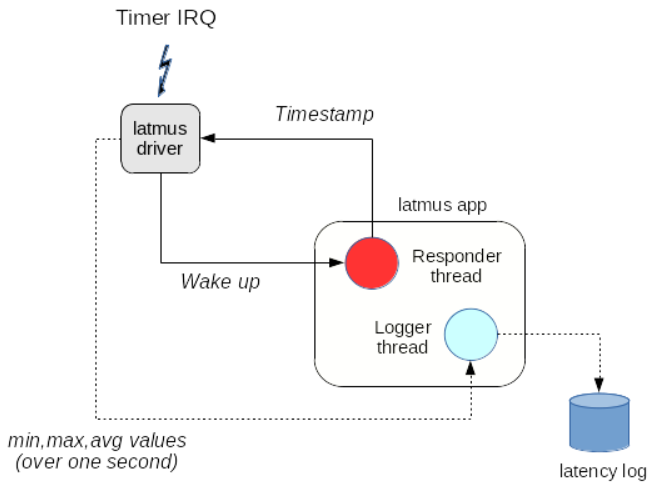 Timer IRQ
latmus
driver
Timestamp
latmus app
Responder
thread
Wake up
Logger
thread
min,max,avg values
(over one second)
latency log